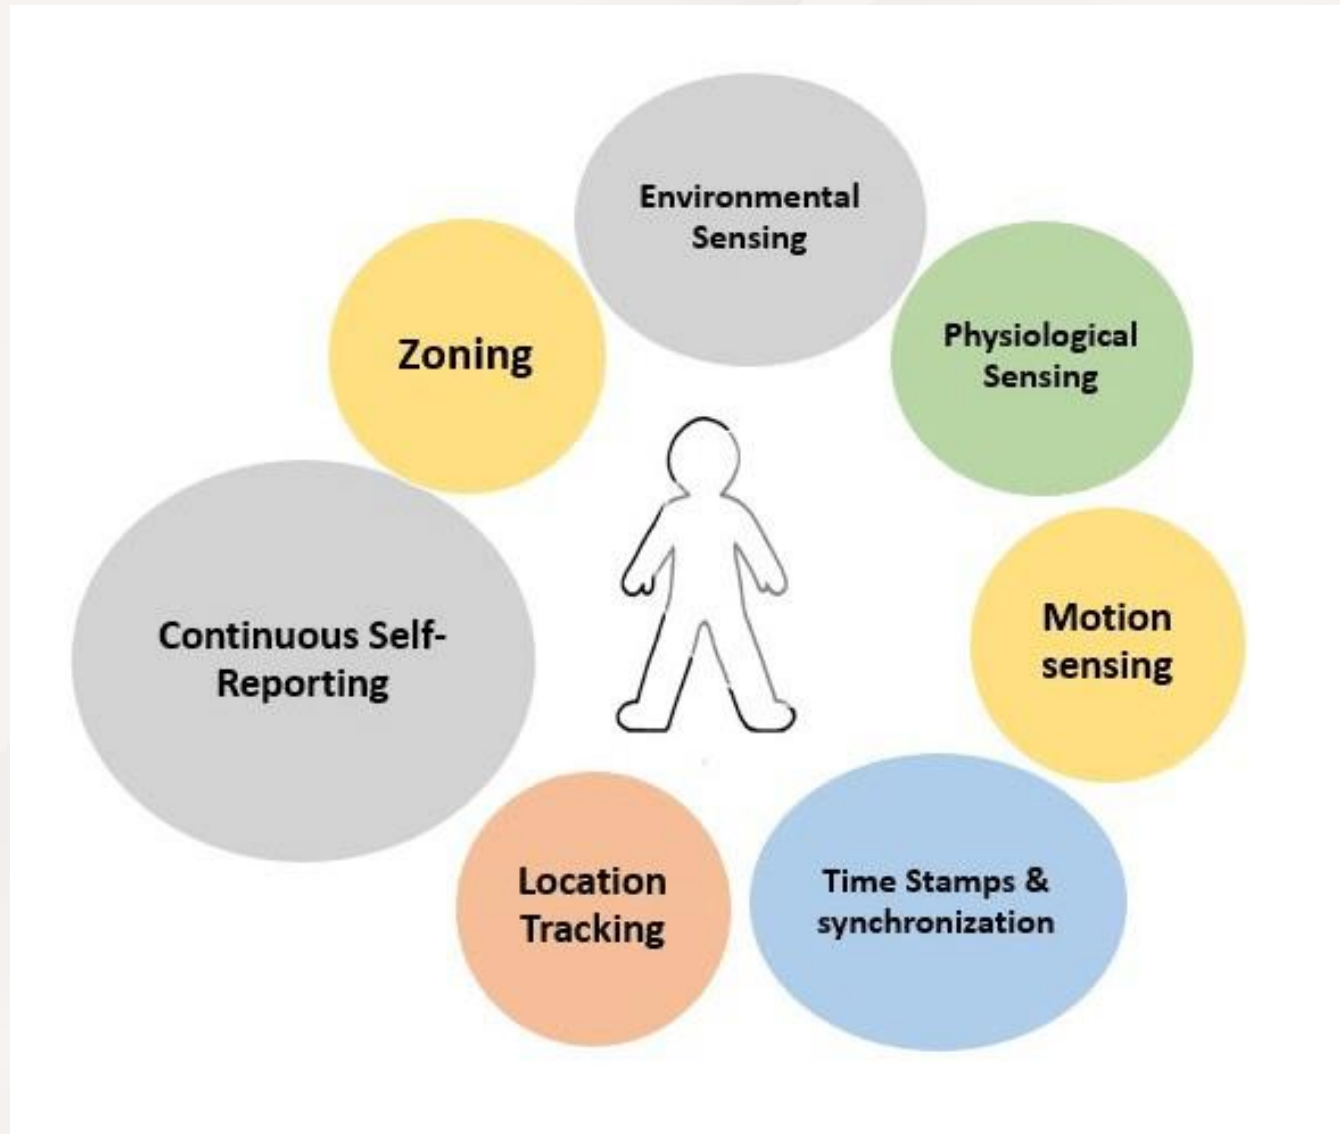 Environmental
Sensing
Zoning
Physiological
Sensing
Continuous Self-
Reporting
Motion
sensing
Location
Tracking
Time Stamps &
synchronization